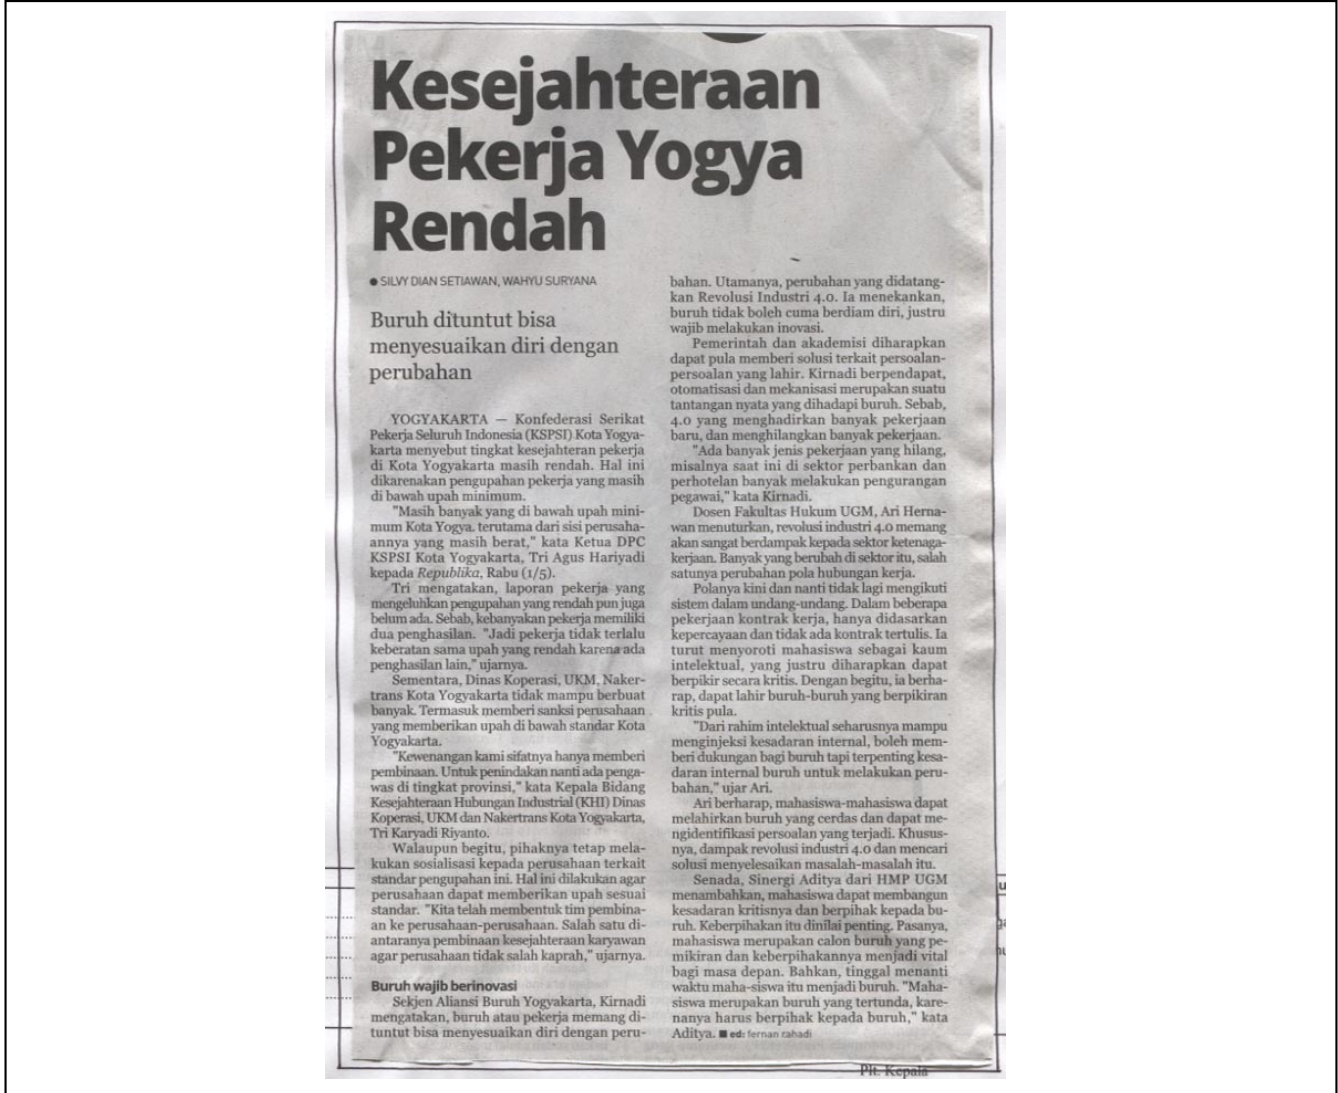 Kesejahteraan
Pekerja Yogya
Rendah
● SILVY DIAN SETIAWAN, WAHYU SURYANA
Buruh dituntut bisa
menyesuaikan diri dengan
perubahan
YOGYAKARTA — Konfederasi Serikat
Pekerja Seluruh Indonesia (KSPSI) Kota Yogya-
karta menyebut tingkat kesejahteran pekerja
di Kota Yogyakarta masih rendah. Hal ini
dikarenakan pengupahan pekerja yang masih
di bawah upah minimum.
"Masih banyak yang di bawah upah mini-
mum Kota Yogya. terutama dari sisi perusaha-
annya yang masih berat," kata Ketua DPC
KSPSI Kota Yogyakarta, Tri Agus Hariyadi
kepada Republika, Rabu (1/5).
Tri mengatakan, laporan pekerja yang
mengeluhkan pengupahan yang rendah pun juga
belum ada. Sebab, kebanyakan pekerja memiliki
dua penghasilan. "Jadi pekerja tidak terlalu
keberatan sama upah yang rendah karena ada
penghasilan lain," ujarnya.
Sementara, Dinas Koperasi, UKM, Naker-
trans Kota Yogyakarta tidak mampu berbuat
banyak. Termasuk memberi sanksi perusahaan
yang memberikan upah di bawah standar Kota
Yogyakarta.
"Kewenangan kami sifatnya hanya memberi
pembinaan. Untuk penindakan nanti ada penga-
was di tingkat provinsi," kata Kepala Bidang
Kesejahteraan Hubungan Industrial (KHI) Dinas
Koperasi, UKM dan Nakertrans Kota Yogyakarta,
Tri Karyadi Riyanto.
Walaupun begitu, pihaknya tetap mela-
kukan sosialisasi kepada perusahaan terkait
standar pengupahan ini. Hal ini dilakukan agar
perusahaan dapat memberikan upah sesuai
standar. "Kita telah membentuk tim pembina-
an ke perusahaan-perusahaan. Salah satu di-
antaranya pembinaan kesejahteraan karyawan
agar perusahaan tidak salah kaprah," ujarnya.
Buruh wajib berinovasi
Sekjen Aliansi Buruh Yogyakarta, Kirnadi
mengatakan, buruh atau pekerja memang di-
tuntut bisa menyesuaikan diri dengan peru-
bahan. Utamanya, perubahan yang didatang-
kan Revolusi Industri 4.0. Ia menekankan,
buruh tidak boleh cuma berdiam diri, justru
wajib melakukan inovasi.
Pemerintah dan akademisi diharapkan
dapat pula memberi solusi terkait persoalan-
persoalan yang lahir. Kirnadi berpendapat,
otomatisasi dan mekanisasi merupakan suatu
tantangan nyata yang dihadapi buruh. Sebab,
4.0 yang menghadirkan banyak pekerjaan
baru, dan menghilangkan banyak pekerjaan.
"Ada banyak jenis pekerjaan yang hilang,
misalnya saat ini di sektor perbankan dan
perhotelan banyak melakukan pengurangan
pegawai," kata Kirnadi.
Dosen Fakultas Hukum UGM, Ari Herna-
wan menuturkan, revolusi industri 4.0 memang
akan sangat berdampak kepada sektor ketenaga-
kerjaan. Banyak yang berubah di sektor itu, salah
satunya perubahan pola hubungan kerja.
Polanya kini dan nanti tidak lagi mengikuti
sistem dalam undang-undang. Dalam beberapa
pekerjaan kontrak kerja, hanya didasarkan
kepercayaan dan tidak ada kontrak tertulis. Ia
turut menyoroti mahasiswa sebagai kaum
intelektual, yang justru diharapkan dapat
berpikir secara kritis. Dengan begitu, ia berha-
rap, dapat lahir buruh-buruh yang berpikiran
kritis pula.
"Dari rahim intelektual seharusnya mampu
menginjeksi kesadaran internal, boleh mem-
beri dukungan bagi buruh tapi terpenting kesa-
daran internal buruh untuk melakukan peru-
bahan," ujar Ari.
Ari berharap, mahasiswa-mahasiswa dapat
melahirkan buruh yang cerdas dan dapat me-
ngidentifikasi persoalan yang terjadi. Khusus-
nya, dampak revolusi industri 4.0 dan mencari
solusi menyelesaikan masalah-masalah itu.
Senada, Sinergi Aditya dari HMP UGM
menambahkan, mahasiswa dapat membangun
kesadaran kritisnya dan berpihak kepada bu-
ruh. Keberpihakan itu dinilai penting. Pasanya,
mahasiswa merupakan calon buruh yang pe-
mikiran dan keberpihakannya menjadi vital
bagi masa depan. Bahkan, tinggal menanti
waktu maha-siswa itu menjadi buruh. "Maha-
siswa merupakan buruh yang tertunda, kare-
nanya harus berpihak kepada buruh," kata
Aditya. ■ ed: fernan rahadi
Plt. Kepala